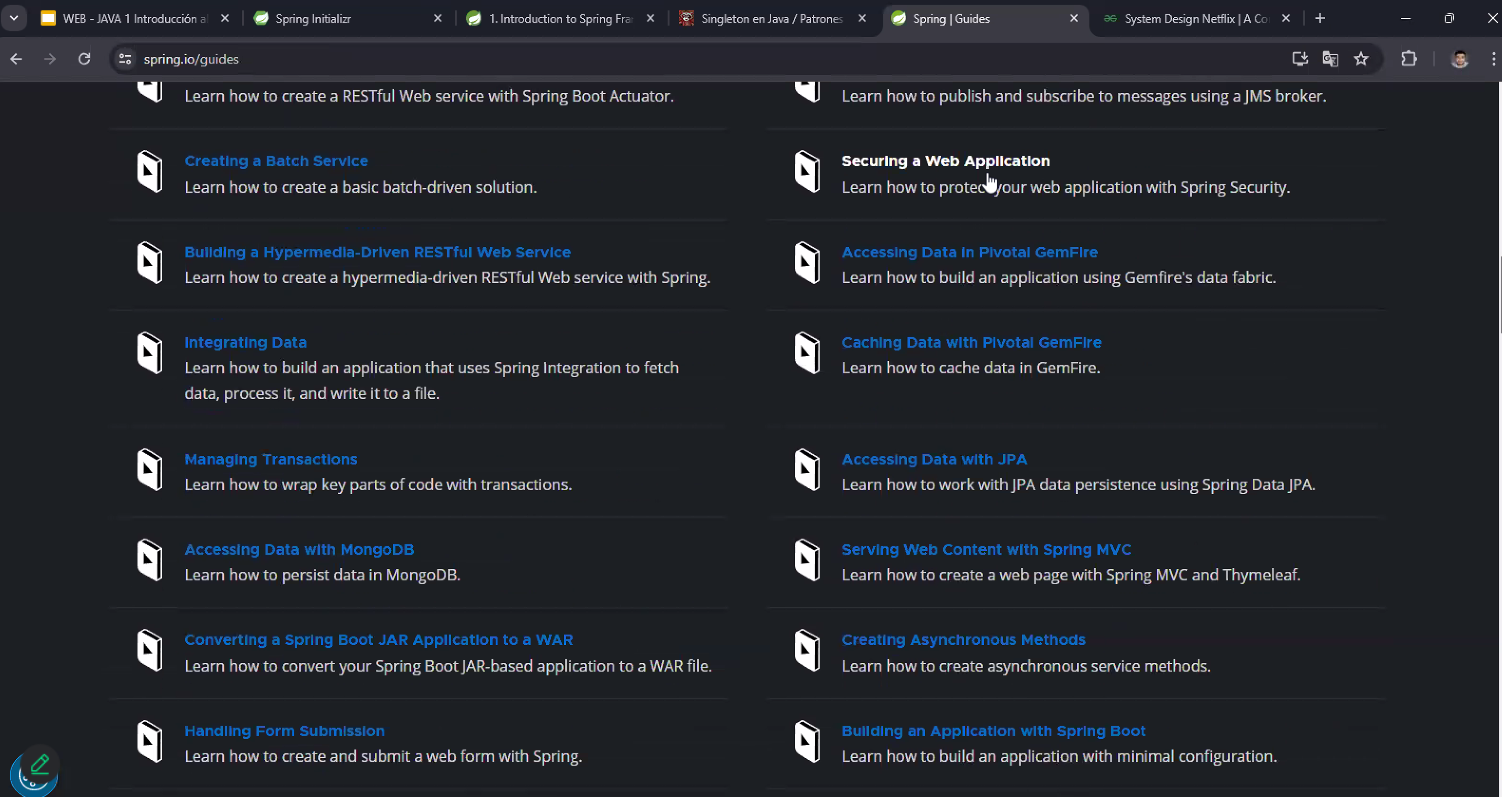 WEB - JAVA 1 Introducción al
Spring Initializr
1. Introduction to Spring Fra
Singleton en Java / Patrones
Spring | Guides
System Design Netflix | A Co
spring.io/guides
Learn how to create a RESTful Web service with Spring Boot Actuator.
Learn how to publish and subscribe to messages using a JMS broker.
Creating a Batch Service
Learn how to create a basic batch-driven solution.
Securing a Web Application
Learn how to protect your web application with Spring Security.
Building a Hypermedia-Driven RESTful Web Service
Learn how to create a hypermedia-driven RESTful Web service with Spring.
Accessing Data in Pivotal GemFire
Learn how to build an application using Gemfire's data fabric.
Integrating Data
Learn how to build an application that uses Spring Integration to fetch
data, process it, and write it to a file.
Caching Data with Pivotal GemFire
Learn how to cache data in GemFire.
Managing Transactions
Learn how to wrap key parts of code with transactions.
Accessing Data with JPA
Learn how to work with JPA data persistence using Spring Data JPA.
Accessing Data with MongoDB
Learn how to persist data in MongoDB.
Serving Web Content with Spring MVC
Learn how to create a web page with Spring MVC and Thymeleaf.
Converting a Spring Boot JAR Application to a WAR
Learn how to convert your Spring Boot JAR-based application to a WAR file.
Creating Asynchronous Methods
Learn how to create asynchronous service methods.
Handling Form Submission
Learn how to create and submit a web form with Spring.
Building an Application with Spring Boot
Learn how to build an application with minimal configuration.